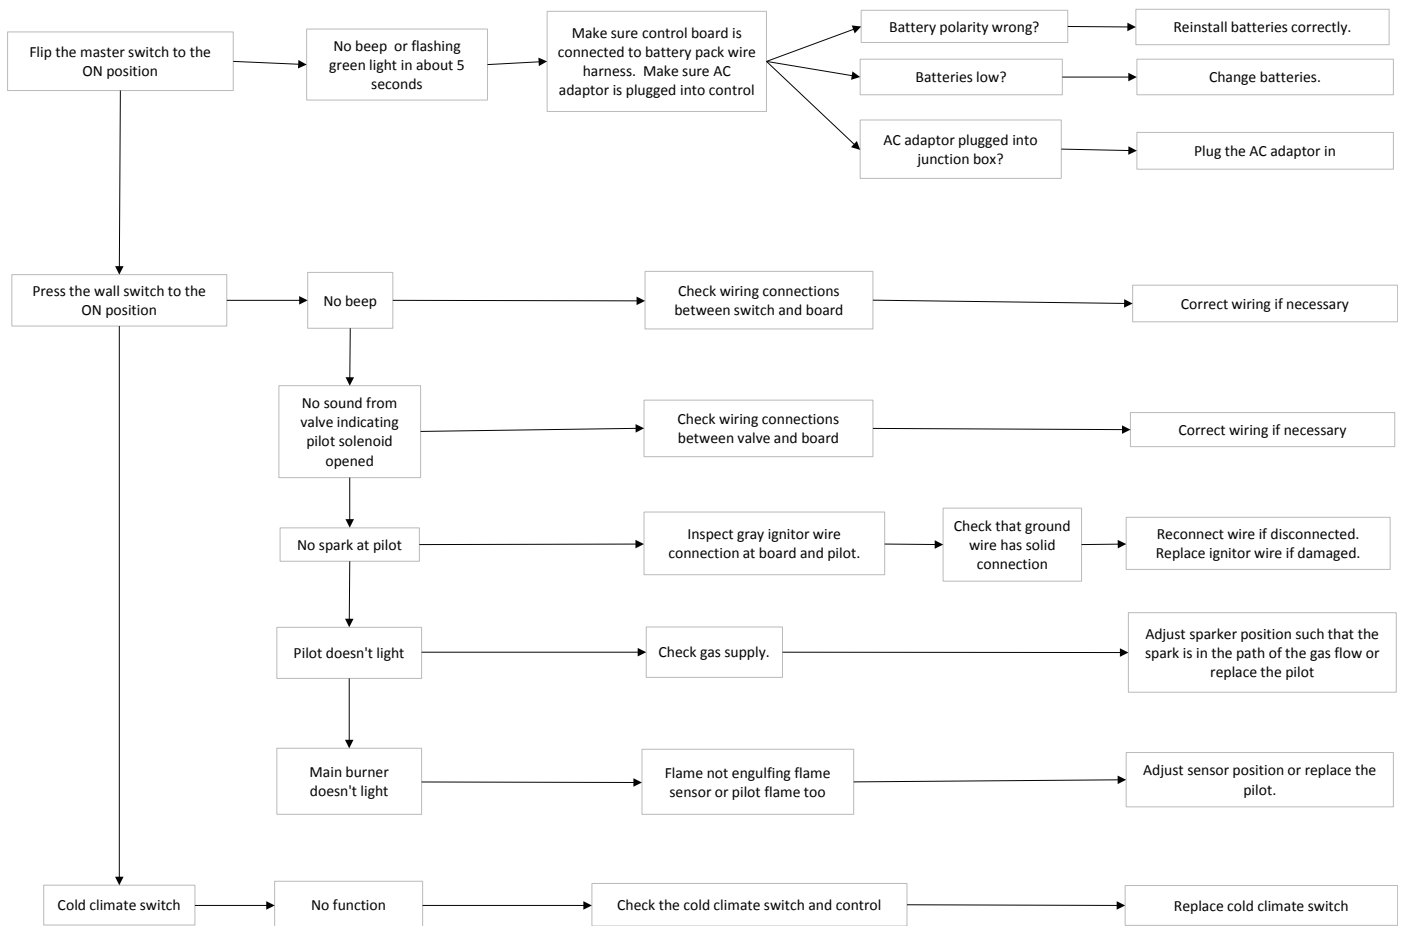 Flip the master switch to the
ON position
No beep  or flashing
green light in about 5
seconds
Make sure control board is
connected to battery pack wire
harness.  Make sure AC
adaptor is plugged into control
Battery polarity wrong?
Reinstall batteries correctly.
Batteries low?
Change batteries.
AC adaptor plugged into
junction box?
Plug the AC adaptor in
Press the wall switch to the
ON position
No beep
Check wiring connections
between switch and board
Correct wiring if necessary
No sound from
valve indicating
pilot solenoid
opened
Check wiring connections
between valve and board
Correct wiring if necessary
No spark at pilot
Inspect gray ignitor wire
connection at board and pilot.
Check that ground
wire has solid
connection
Reconnect wire if disconnected.
Replace ignitor wire if damaged.
Pilot doesn't light
Check gas supply.
Adjust sparker position such that the
spark is in the path of the gas flow or
replace the pilot
Main burner
doesn't light
Flame not engulfing flame
sensor or pilot flame too
Adjust sensor position or replace the
pilot.
Cold climate switch
No function
Check the cold climate switch and control
Replace cold climate switch